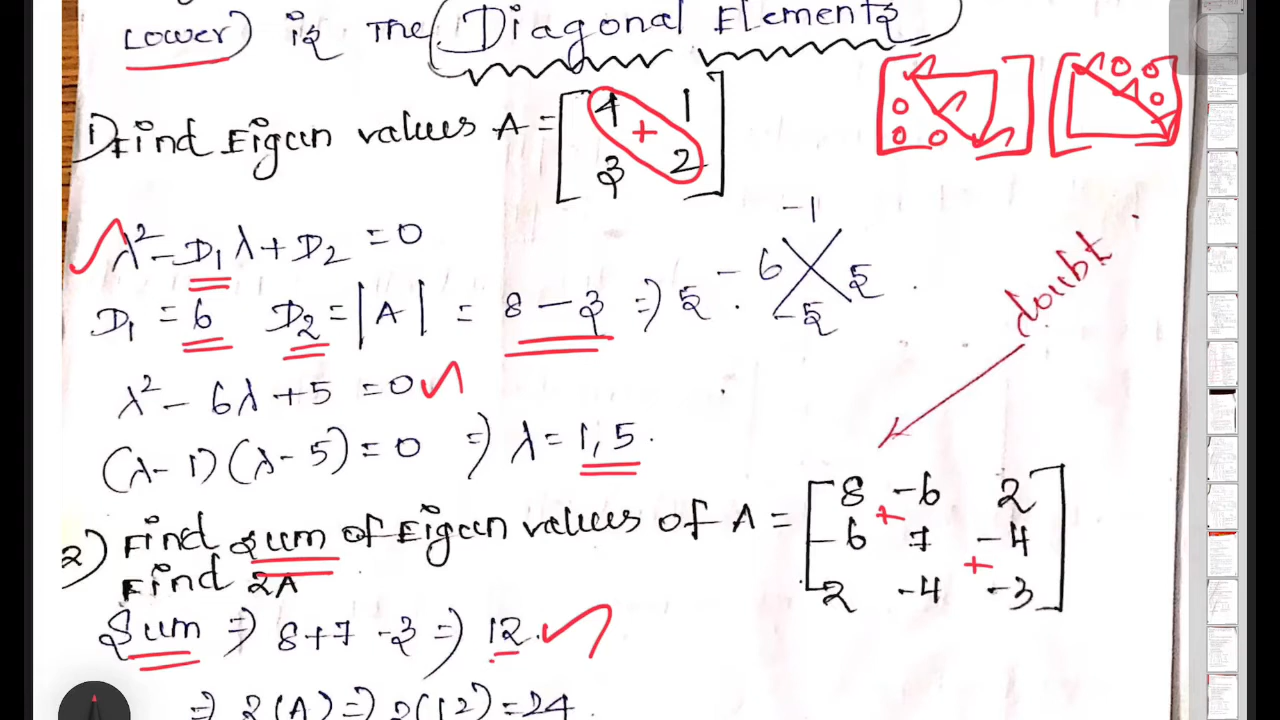 Lower) is The Diagonal Elements
1) Find Eigen values A = [4 1
3 2]
λ² - D₁λ + D₂ = 0
D₁ = 6 D₂ = |A| = 8 - 3 ⇒ 5.
-1
-6 5
-5
λ² - 6λ + 5 = 0
(λ - 1) (λ - 5) = 0 ⇒ λ = 1, 5.
doubt
2) Find sum of Eigen values of A = [8 -6 2
-6 7 -4
2 -4 -3]
Find 2A
Sum ⇒ 8 + 7 - 3 ⇒ 12.
⇒ 2(A) ⇒ 2(12) = 24.